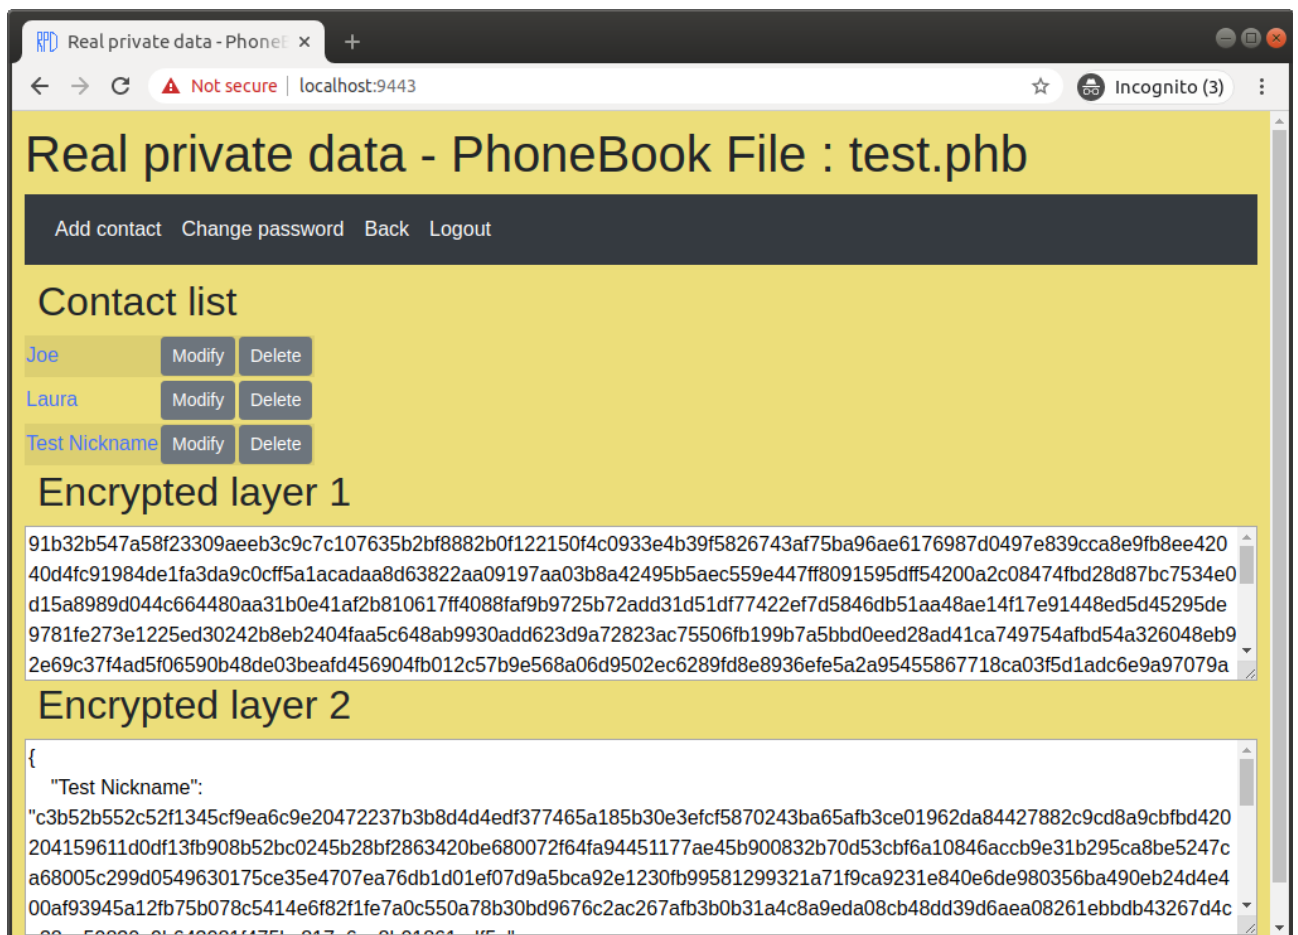 RPD Real private data - Phone
Not secure localhost:9443 Incognito (3)
Real private data - PhoneBook File : test.phb
Add contact Change password Back Logout
Contact list
Joe Modify Delete
Laura Modify Delete
Test Nickname Modify Delete
Encrypted layer 1
91b32b547a58f23309aeeb3c9c7c107635b2bf8882b0f122150f4c0933e4b39f5826743af75ba96ae6176987d0497e839cca8e9fb8ee420
40d4fc91984de1fa3da9c0cff5a1acadaa8d63822aa09197aa03b8a42495b5aec559e447ff8091595dff54200a2c08474fbd28d87bc7534e0
d15a8989d044c664480aa31b0e41af2b810617ff4088faf9b9725b72add31d51df77422ef7d5846db51aa48ae14f17e91448ed5d45295de
9781fe273e1225ed30242b8eb2404faa5c648ab9930add623d9a72823ac75506fb199b7a5bbd0eed28ad41ca749754afbd54a326048eb9
2e69c37f4ad5f06590b48de03beafd456904fb012c57b9e568a06d9502ec6289fd8e8936efe5a2a95455867718ca03f5d1adc6e9a97079a
Encrypted layer 2
{
"Test Nickname":
"c3b52b552c52f1345cf9ea6c9e20472237b3b8d4d4edf377465a185b30e3efcf5870243ba65afb3ce01962da84427882c9cd8a9cbfbd420
204159611d0df13fb908b52bc0245b28bf2863420be680072f64fa94451177ae45b900832b70d53cbf6a10846accb9e31b295ca8be5247c
a68005c299d0549630175ce35e4707ea76db1d01ef07d9a5bca92e1230fb99581299321a71f9ca9231e840e6de980356ba490eb24d4e4
00af93945a12fb75b078c5414e6f82f1fe7a0c550a78b30bd9676c2ac267afb3b0b31a4c8a9eda08cb48dd39d6aea08261ebbdb43267d4c